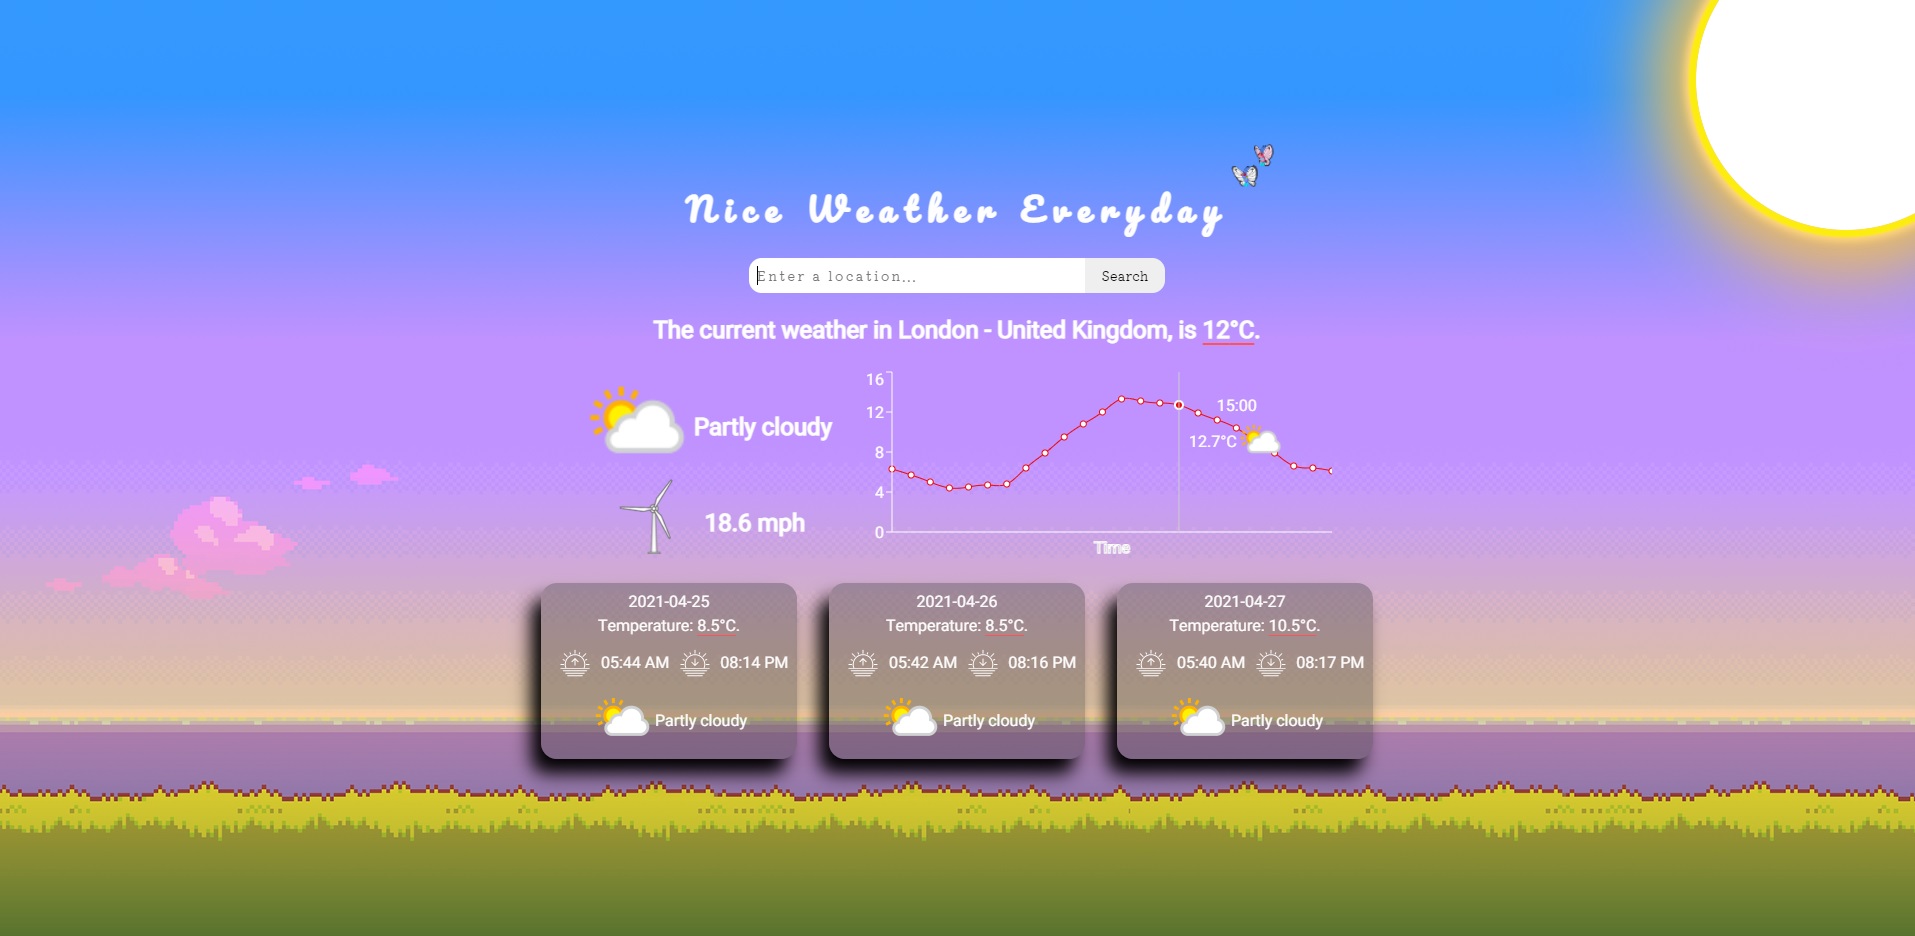 Nice Weather Everyday
Enter a location...
Search
The current weather in London - United Kingdom, is 12°C.
Partly cloudy
18.6 mph
16
12
8
4
0
15:00
12.7°C
Time
2021-04-25
Temperature: 8.5°C.
05:44 AM 08:14 PM
Partly cloudy
2021-04-26
Temperature: 8.5°C.
05:42 AM 08:16 PM
Partly cloudy
2021-04-27
Temperature: 10.5°C.
05:40 AM 08:17 PM
Partly cloudy